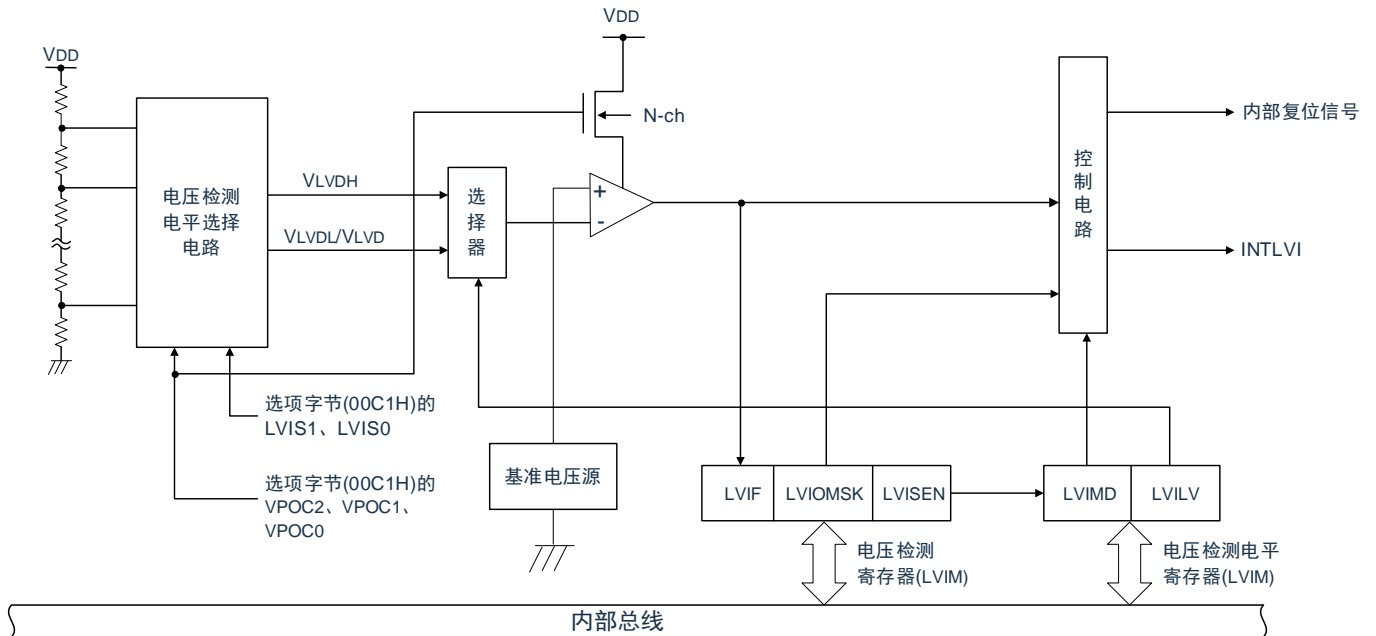 VDD
VDD
N-ch
电压检测
电平选择
电路
VLVDH
VLVDL/VLVD
选择器
+
-
控制电路
内部复位信号
INTLVI
选项字节(00C1H)的
LVIS1、LVIS0
选项字节(00C1H)的
VPOC2、VPOC1、
VPOC0
基准电压源
LVIF
LVIOMSK
LVISEN
LVIMD
LVILV
电压检测
寄存器(LVIM)
电压检测电平
寄存器(LVIM)
内部总线